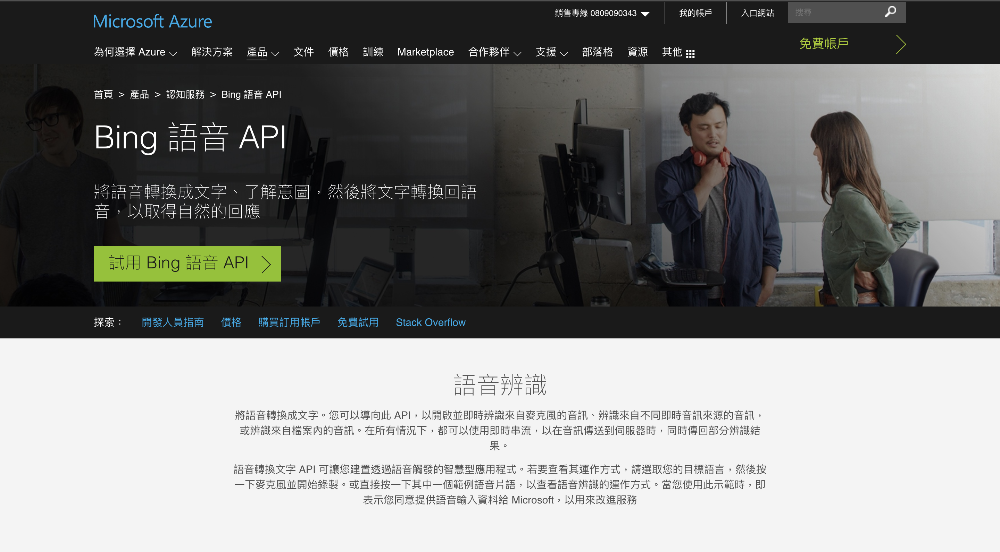 銷售專線 0809090343
我的帳戶
入口網站
搜尋
Microsoft Azure
免費帳戶
為何選擇 Azure
解決方案
產品
文件
價格
訓練
Marketplace
合作夥伴
支援
部落格
資源
其他
首頁 > 產品 > 認知服務 > Bing 語音 API
Bing 語音 API
將語音轉換成文字、了解意圖，然後將文字轉換回語
音，以取得自然的回應
試用 Bing 語音 API
探索：
開發人員指南
價格
購買訂用帳戶
免費試用
Stack Overflow
語音辨識
將語音轉換成文字。您可以導向此 API，以開啟並即時辨識來自麥克風的音訊、辨識來自不同即時音訊來源的音訊，
或辨識來自檔案內的音訊。在所有情況下，都可以使用即時串流，以在音訊傳送到伺服器時，同時傳回部分辨識結
果。
語音轉換文字 API 可讓您建置透過語音觸發的智慧型應用程式。若要查看其運作方式，請選取您的目標語言，然後按
一下麥克風並開始錄製。或直接按一下其中一個範例語音片語，以查看語音辨識的運作方式。當您使用此示範時，即
表示您同意提供語音輸入資料給 Microsoft，以用來改進服務